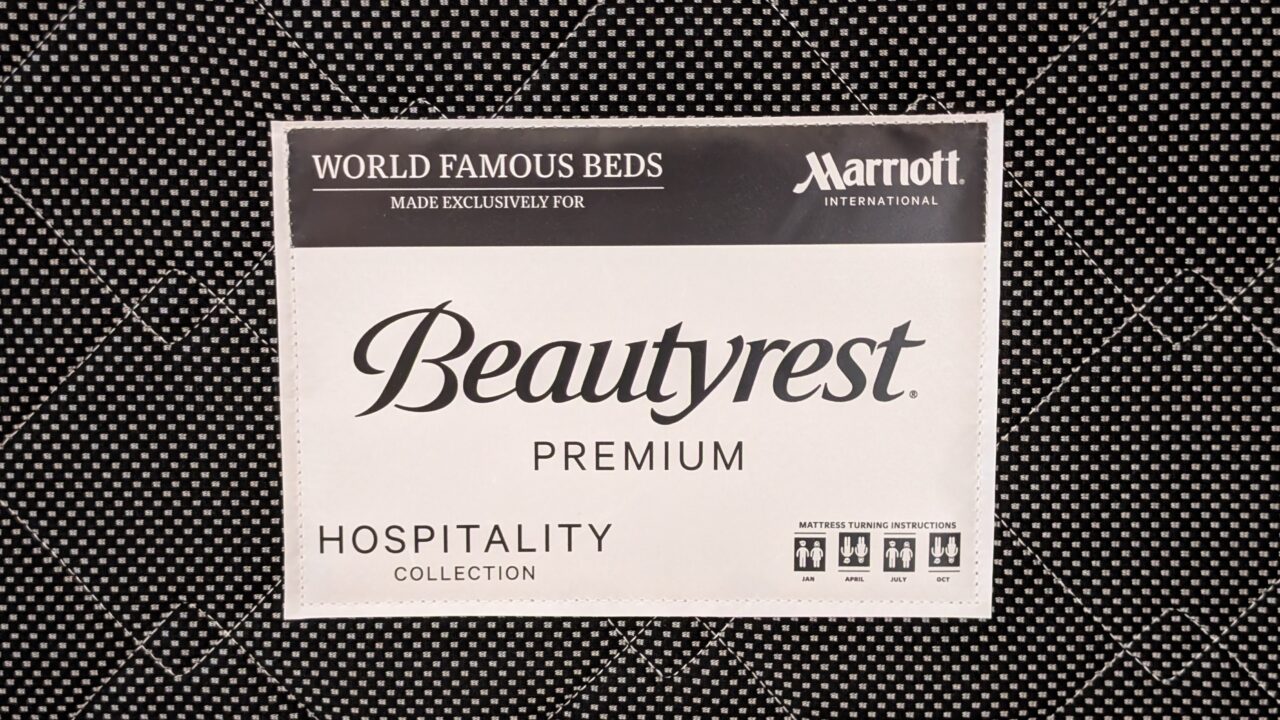 WORLD FAMOUS BEDS
MADE EXCLUSIVELY FOR
Marriott®
INTERNATIONAL
Beautyrest®
PREMIUM
HOSPITALITY
COLLECTION
MATTRESS TURNING INSTRUCTIONS
JAN APRIL JULY OCT